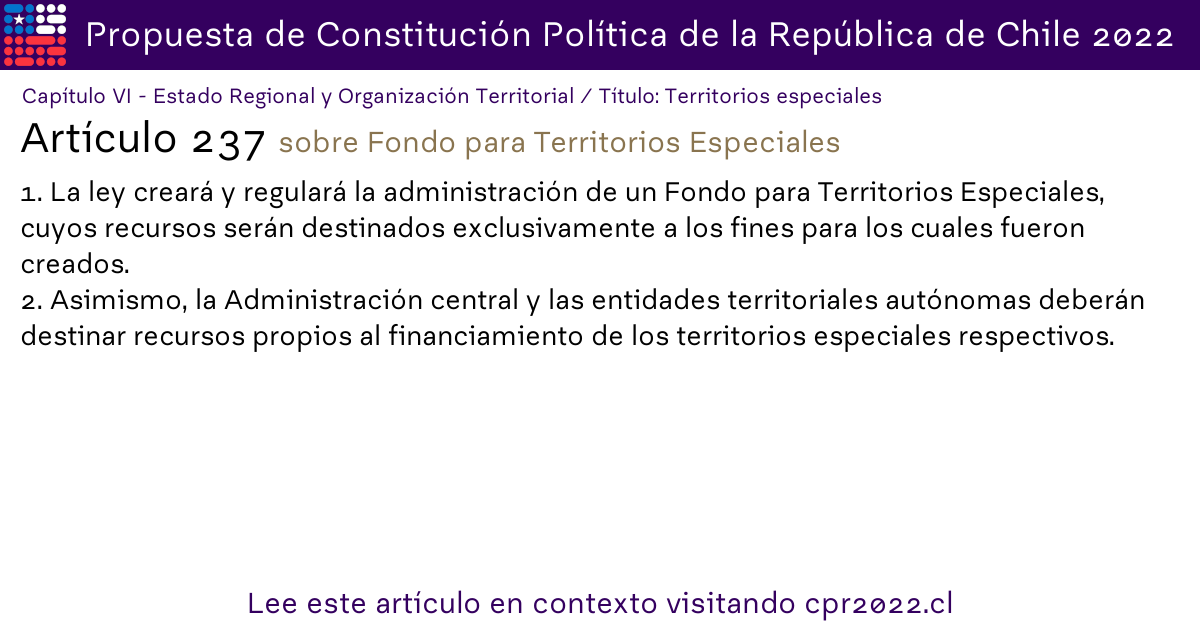 Propuesta de Constitución Política de la República de Chile 2022
Capítulo VI - Estado Regional y Organización Territorial / Título: Territorios especiales
Artículo 237 sobre Fondo para Territorios Especiales
1. La ley creará y regulará la administración de un Fondo para Territorios Especiales,
cuyos recursos serán destinados exclusivamente a los fines para los cuales fueron
creados.
2. Asimismo, la Administración central y las entidades territoriales autónomas deberán
destinar recursos propios al financiamiento de los territorios especiales respectivos.
Lee este artículo en contexto visitando cpr2022.cl